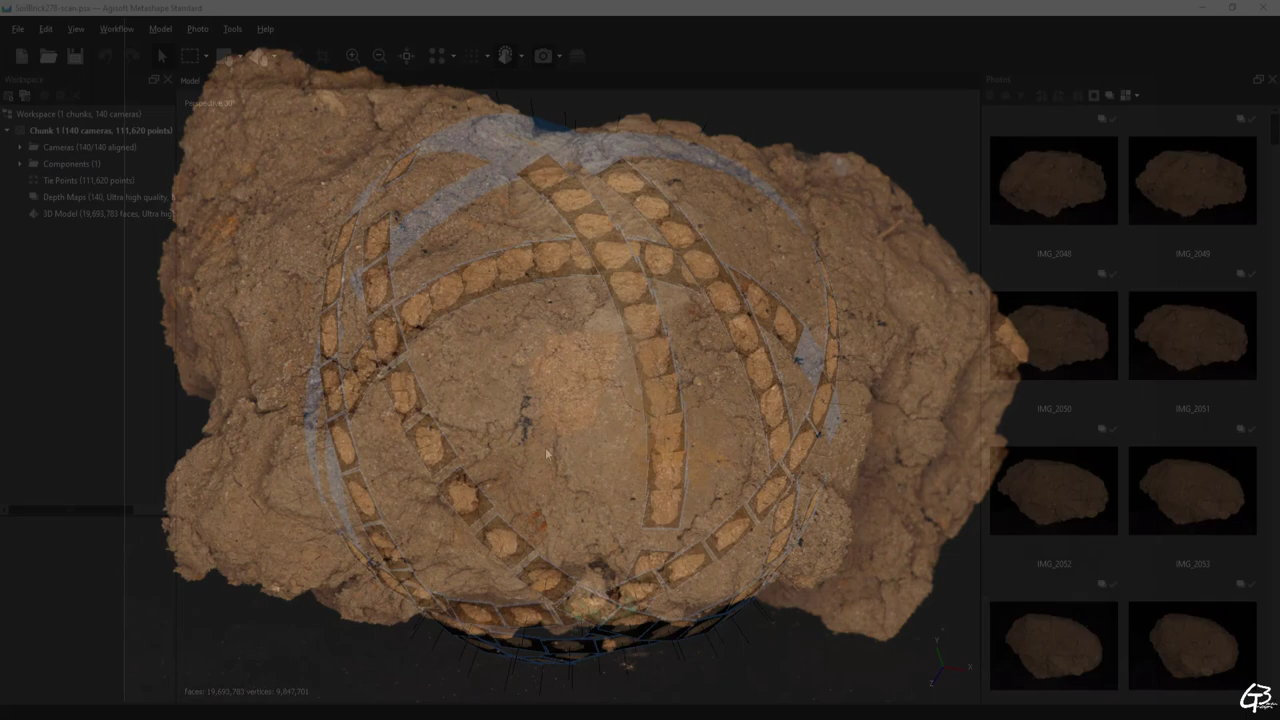 SoilBrick278-scan.psx — Agisoft Metashape Standard
File Edit View Workflow Model Photo Tools Help
Workspace
Model
Photos
Perspective 30°
Workspace (1 chunks, 140 cameras)
Chunk 1 (140 cameras, 111,620 points)
Cameras (140/140 aligned)
Components (1)
Tie Points (111,620 points)
Depth Maps (140, Ultra high quality,
3D Model (19,693,783 faces, Ultra hig
IMG_2048 IMG_2049
IMG_2050 IMG_2051
IMG_2052 IMG_2053
Y
X
Z
faces: 19,693,783 vertices: 9,847,701